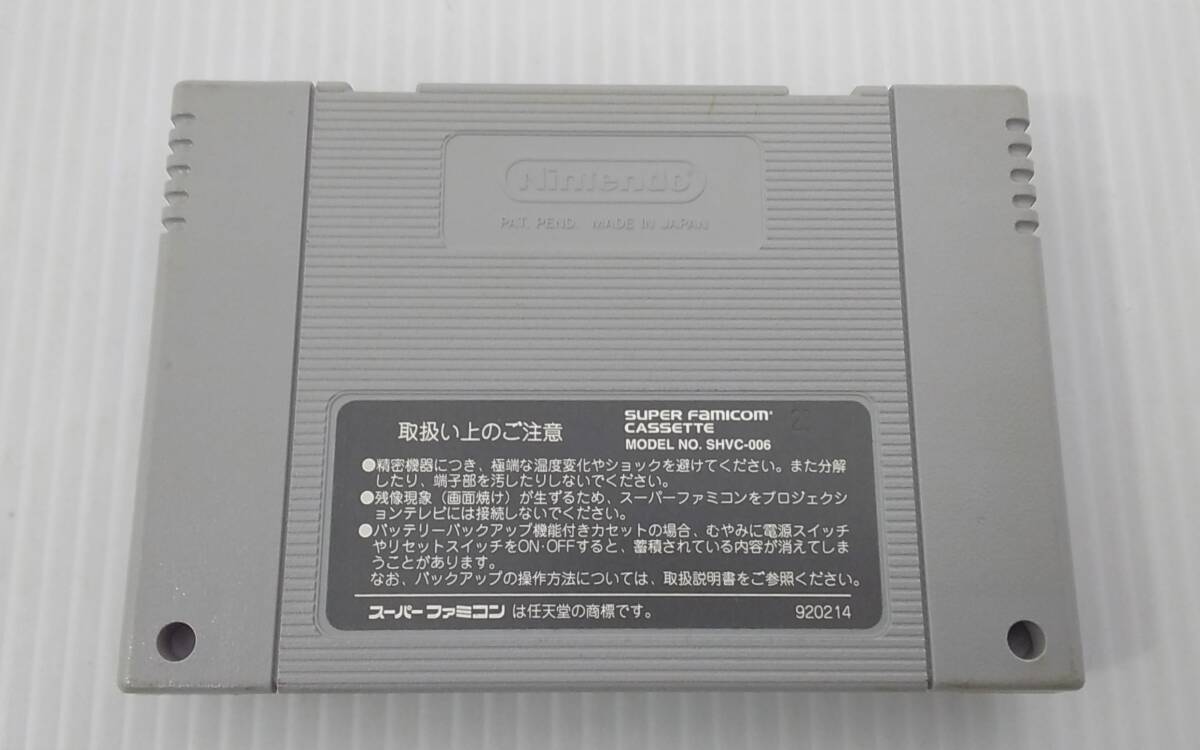 Nintendo
PAT. PEND. MADE IN JAPAN
取扱い上のご注意
SUPER FAMICOM
CASSETTE
MODEL NO. SHVC-006
●精密機器につき、極端な温度変化やショックを避けてください。また分解
したり、端子部を汚したりしないでください。
●残像現象（画面焼け）が生ずるため、スーパーファミコンをプロジェクシ
ョンテレビには接続しないでください。
●バッテリーバックアップ機能付きカセットの場合、むやみに電源スイッチ
やリセットスイッチをON・OFFすると、蓄積されている内容が消えてしま
うことがあります。
なお、バックアップの操作方法については、取扱説明書をご参照ください。
スーパーファミコンは任天堂の商標です。 920214